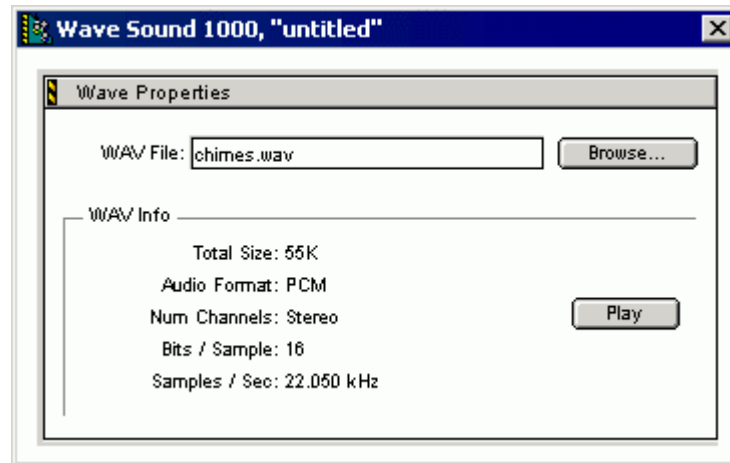 Wave Sound 1000, "untitled"
Wave Properties
WAV File: chimes.wav Browse...
WAV Info
Total Size: 55K
Audio Format: PCM
Num Channels: Stereo
Play
Bits / Sample: 16
Samples / Sec: 22.050 kHz